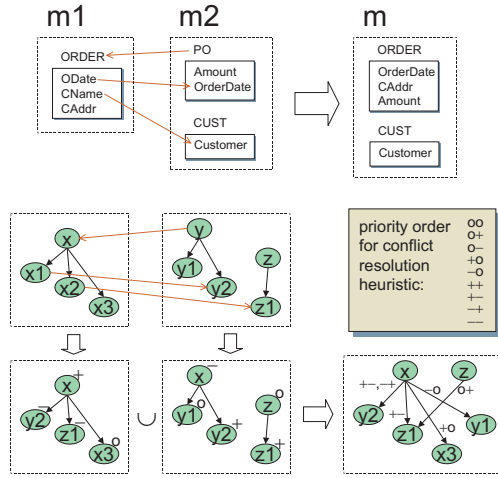 m1
m2
m
ORDER
ODate
CName
CAddr
PO
Amount
OrderDate
CUST
Customer
ORDER
OrderDate
CAddr
Amount
CUST
Customer
x
x1
x2
x3
y
y1
y2
z
z1
priority order
for conflict
resolution
heuristic:
oo
o+
o−
+o
−o
++
+−
−+
−−
x +
y2 −
z1 −
x3 o
∪
x −
y1 o
y2 +
z o
z1 +
x
z
+−,−+
−o
o+
y2
+−
z1
+o
x3
y1